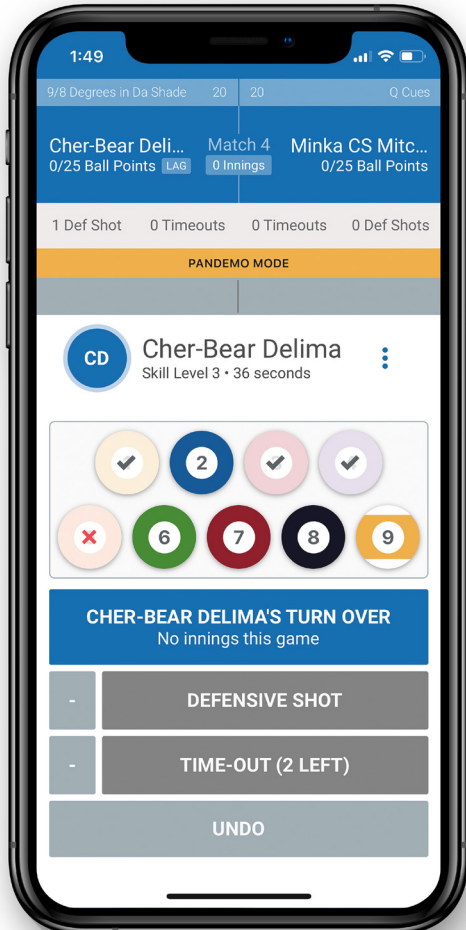 1:49
9/8 Degrees in Da Shade 20 20 Q Cues
Cher-Bear Deli... Match 4 Minka CS Mitc...
0/25 Ball Points LAG 0 Innings 0/25 Ball Points
1 Def Shot 0 Timeouts 0 Timeouts 0 Def Shots
PANDEMO MODE
CD Cher-Bear Delima
Skill Level 3 • 36 seconds
2
6 7 8 9
CHER-BEAR DELIMA'S TURN OVER
No innings this game
- DEFENSIVE SHOT
- TIME-OUT (2 LEFT)
UNDO